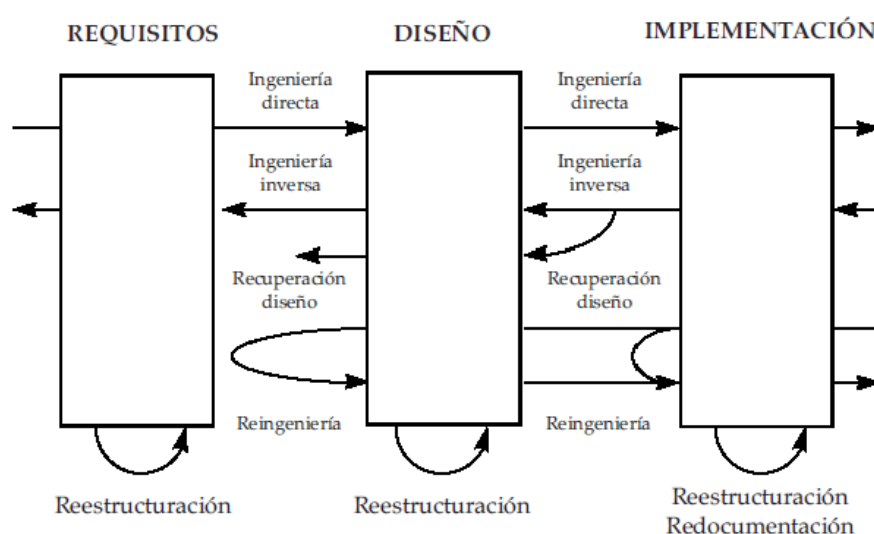 REQUISITOS
DISEÑO
IMPLEMENTACIÓN
Ingeniería
directa
Ingeniería
directa
Ingeniería
inversa
Ingeniería
inversa
Recuperación
diseño
Recuperación
diseño
Reingeniería
Reingeniería
Reestructuración
Reestructuración
Reestructuración
Redocumentación